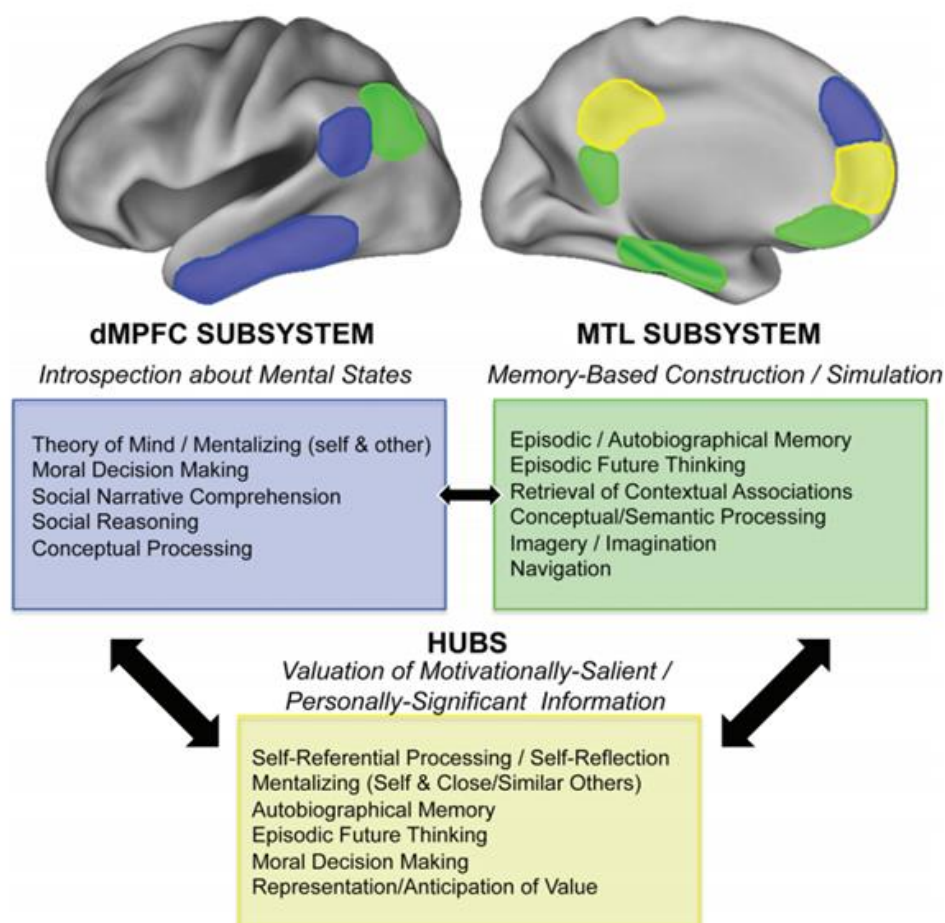 dMPFC SUBSYSTEM
Introspection about Mental States
Theory of Mind / Mentalizing (self & other)
Moral Decision Making
Social Narrative Comprehension
Social Reasoning
Conceptual Processing
MTL SUBSYSTEM
Memory-Based Construction / Simulation
Episodic / Autobiographical Memory
Episodic Future Thinking
Retrieval of Contextual Associations
Conceptual/Semantic Processing
Imagery / Imagination
Navigation
HUBS
Valuation of Motivationally-Salient /
Personally-Significant Information
Self-Referential Processing / Self-Reflection
Mentalizing (Self & Close/Similar Others)
Autobiographical Memory
Episodic Future Thinking
Moral Decision Making
Representation/Anticipation of Value